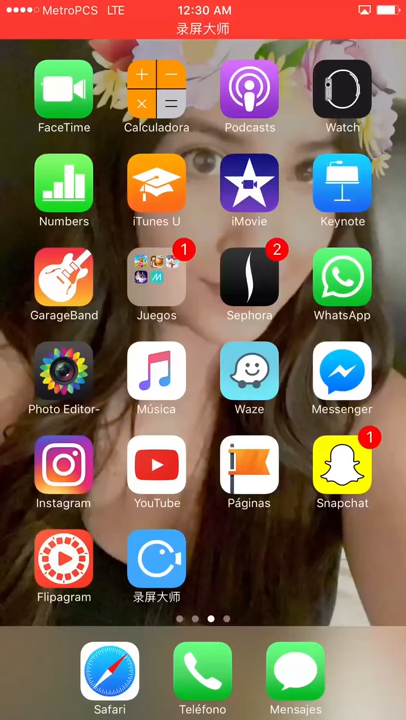 MetroPCS LTE 12:30 AM
录屏大师
FaceTime Calculadora Podcasts Watch
Numbers iTunes U iMovie Keynote
1 2
GarageBand Juegos Sephora WhatsApp
Photo Editor- Música Waze Messenger
1
Instagram YouTube Páginas Snapchat
Flipagram 录屏大师
Safari Teléfono Mensajes